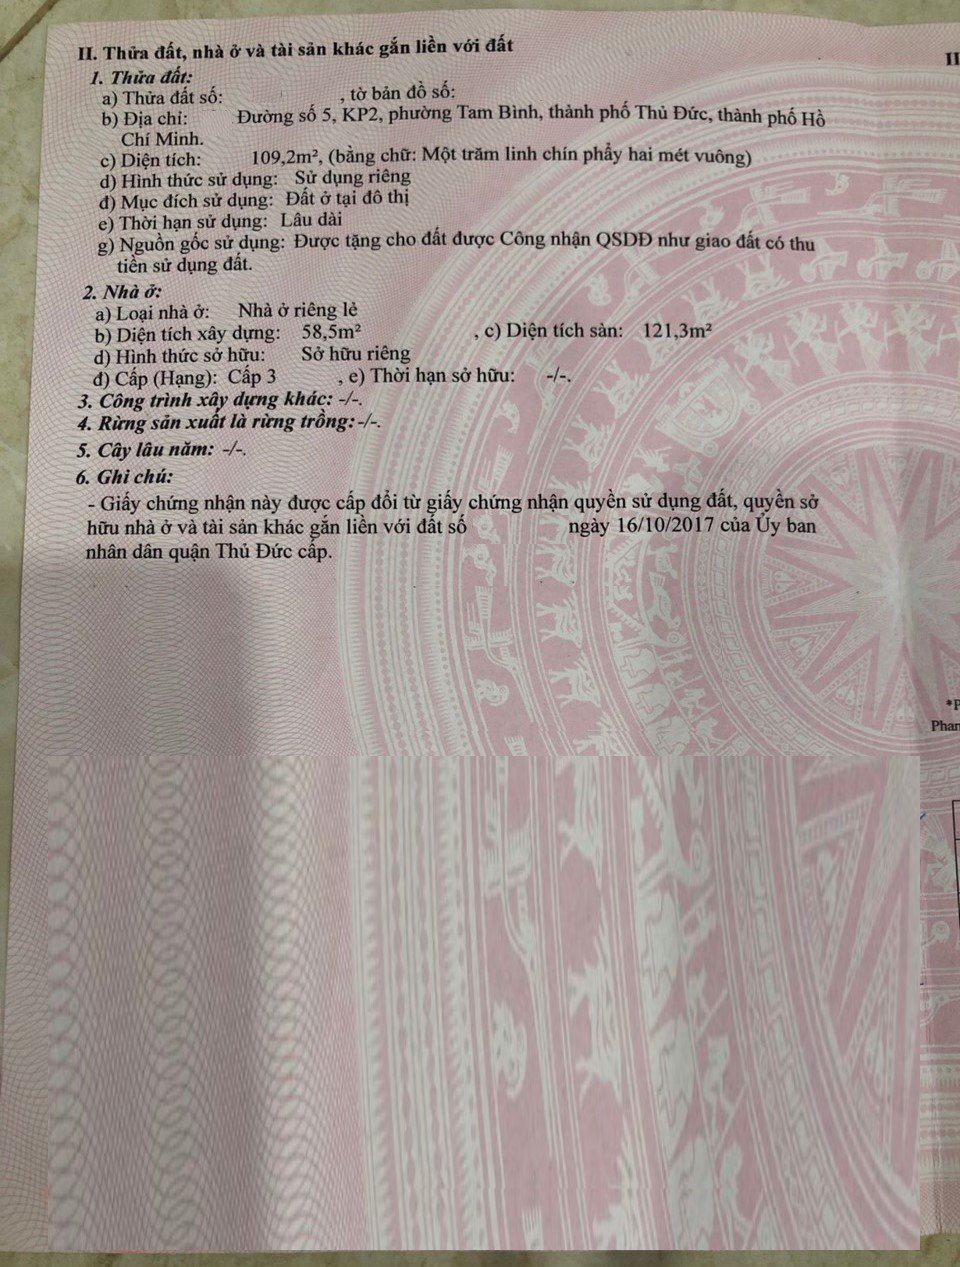 II. Thửa đất, nhà ở và tài sản khác gắn liền với đất
1. Thửa đất:
a) Thửa đất số: , tờ bản đồ số:
b) Địa chỉ: Đường số 5, KP2, phường Tam Bình, thành phố Thủ Đức, thành phố Hồ
Chí Minh.
c) Diện tích: 109,2m², (bằng chữ: Một trăm linh chín phẩy hai mét vuông)
d) Hình thức sử dụng: Sử dụng riêng
đ) Mục đích sử dụng: Đất ở tại đô thị
e) Thời hạn sử dụng: Lâu dài
g) Nguồn gốc sử dụng: Được tặng cho đất được Công nhận QSDĐ như giao đất có thu
tiền sử dụng đất.
2. Nhà ở:
a) Loại nhà ở: Nhà ở riêng lẻ
b) Diện tích xây dựng: 58,5m² , c) Diện tích sàn: 121,3m²
d) Hình thức sở hữu: Sở hữu riêng
đ) Cấp (Hạng): Cấp 3 , e) Thời hạn sở hữu: -/-.
3. Công trình xây dựng khác: -/-.
4. Rừng sản xuất là rừng trồng: -/-.
5. Cây lâu năm: -/-.
6. Ghi chú:
- Giấy chứng nhận này được cấp đổi từ giấy chứng nhận quyền sử dụng đất, quyền sở
hữu nhà ở và tài sản khác gắn liền với đất số ngày 16/10/2017 của Ủy ban
nhân dân quận Thủ Đức cấp.